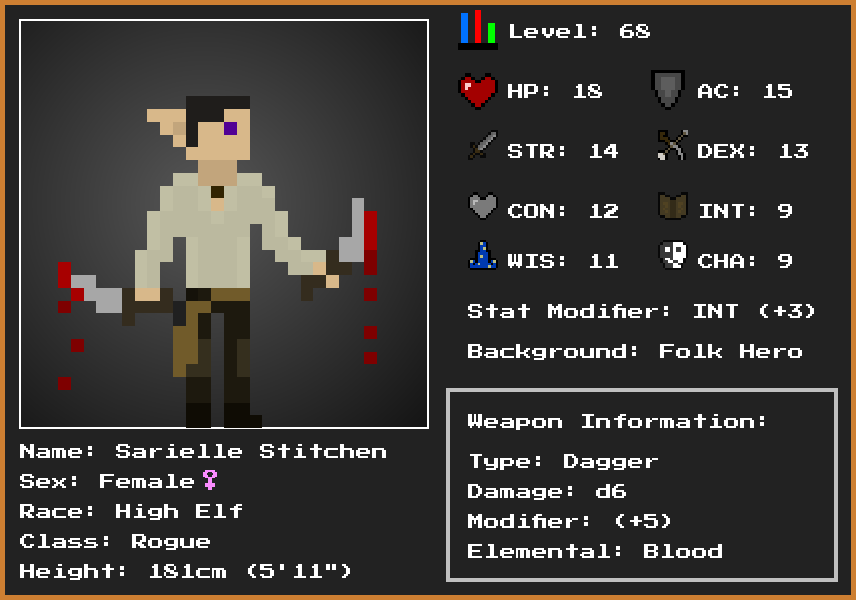 Level: 68
HP: 18 AC: 15
STR: 14 DEX: 13
CON: 12 INT: 9
WIS: 11 CHA: 9
Stat Modifier: INT (+3)
Background: Folk Hero
Weapon Information:
Type: Dagger
Damage: d6
Modifier: (+5)
Elemental: Blood
Name: Sarielle Stitchen
Sex: Female♀
Race: High Elf
Class: Rogue
Height: 181cm (5'11")